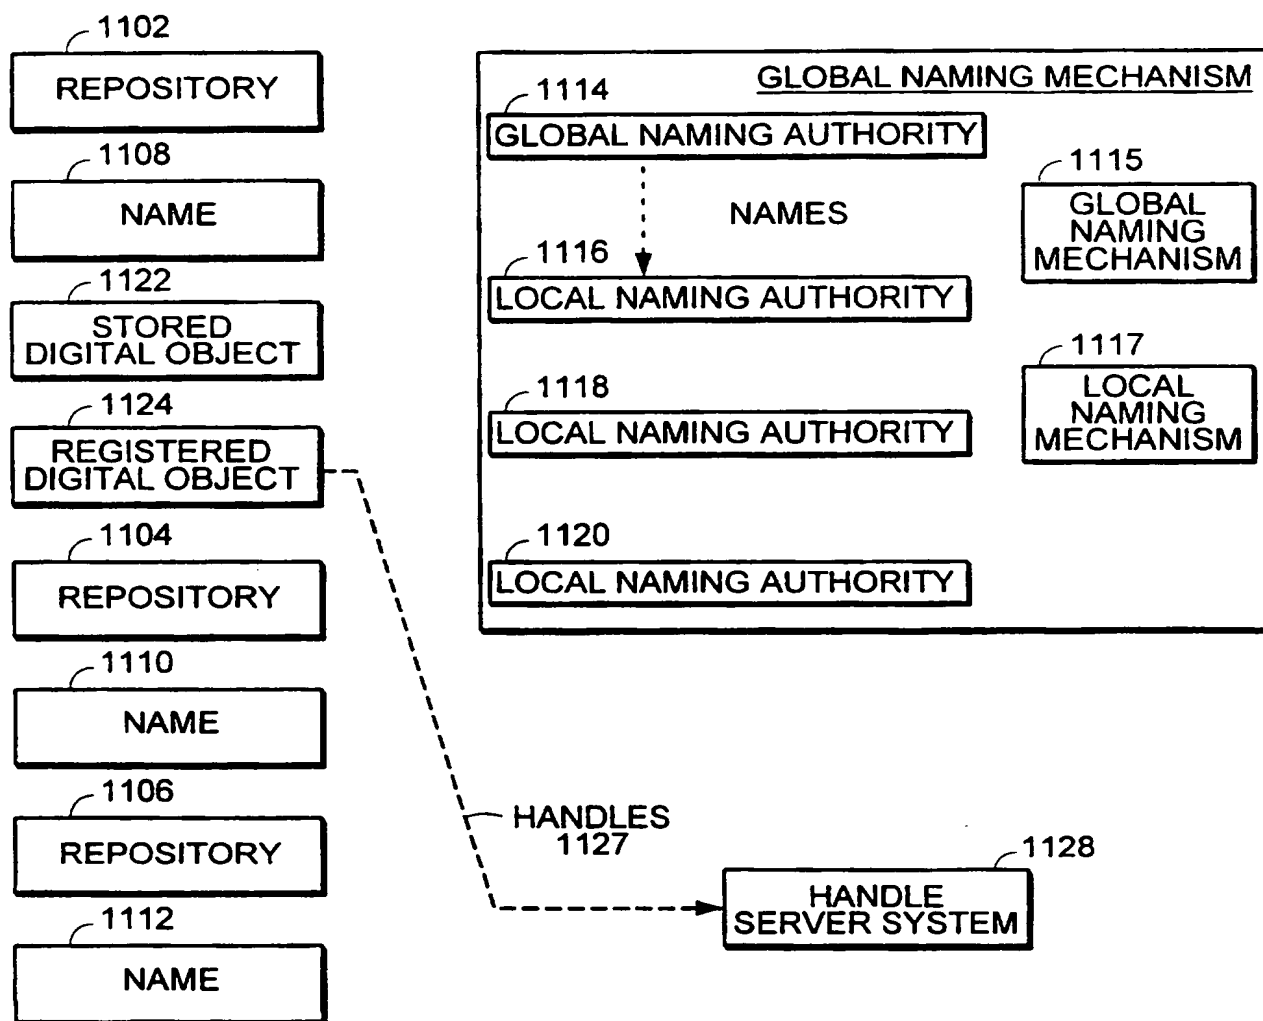 1102
REPOSITORY
1108
NAME
1122
STORED
DIGITAL OBJECT
1124
REGISTERED
DIGITAL OBJECT
1104
REPOSITORY
1110
NAME
1106
REPOSITORY
1112
NAME
GLOBAL NAMING MECHANISM
1114
GLOBAL NAMING AUTHORITY
NAMES
1116
LOCAL NAMING AUTHORITY
1118
LOCAL NAMING AUTHORITY
1120
LOCAL NAMING AUTHORITY
1115
GLOBAL
NAMING
MECHANISM
1117
LOCAL
NAMING
MECHANISM
HANDLES
1127
1128
HANDLE
SERVER SYSTEM